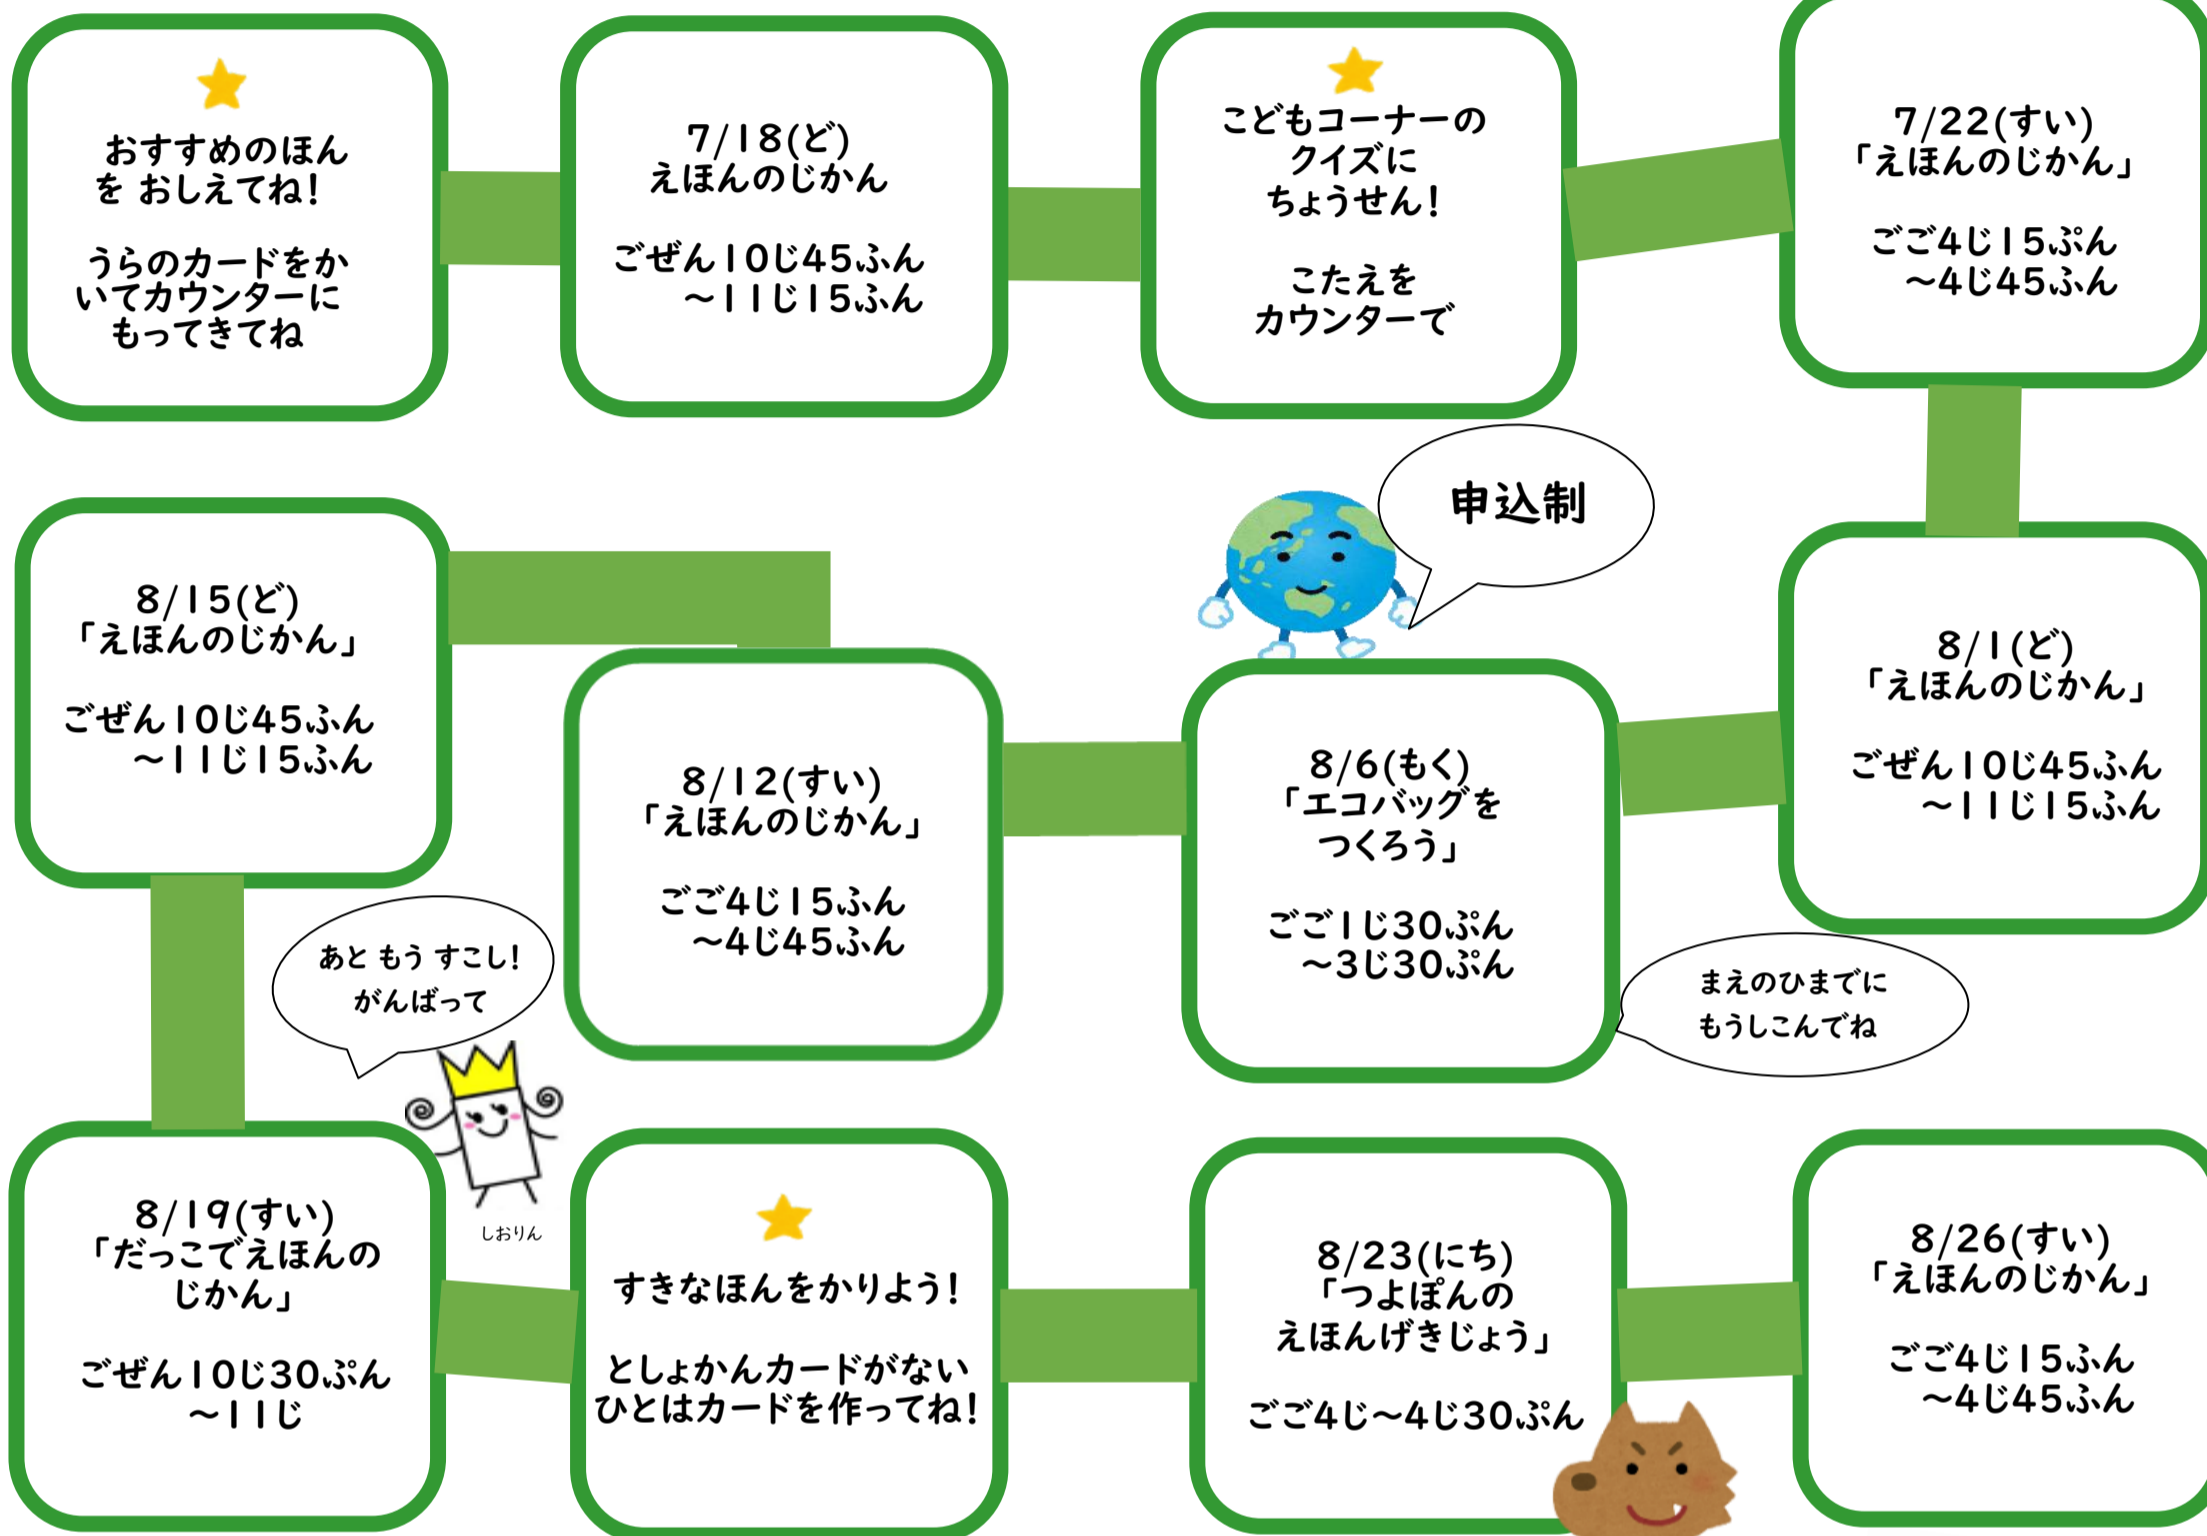 おすすめのほん
を おしえてね!
うらのカードをか
いてカウンターに
もってきてね
7/18(ど)
えほんのじかん
ごぜん10じ45ふん
～11じ15ふん
こどもコーナーの
クイズに
ちょうせん!
こたえを
カウンターで
7/22(すい)
「えほんのじかん」
ごご4じ15ぷん
～4じ45ふん
申込制
8/1(ど)
「えほんのじかん」
ごぜん10じ45ふん
～11じ15ふん
8/6(もく)
「エコバッグを
つくろう」
ごご1じ30ぷん
～3じ30ぷん
まえのひまでに
もうしこんでね
8/12(すい)
「えほんのじかん」
ごご4じ15ふん
～4じ45ふん
8/15(ど)
「えほんのじかん」
ごぜん10じ45ふん
～11じ15ふん
あと もう すこし!
がんばって
しおりん
8/19(すい)
「だっこでえほんの
じかん」
ごぜん10じ30ぷん
～11じ
すきなほんをかりよう!
としょかんカードがない
ひとはカードを作ってね!
8/23(にち)
「つよぽんの
えほんげきじょう」
ごご4じ～4じ30ぷん
8/26(すい)
「えほんのじかん」
ごご4じ15ふん
～4じ45ふん